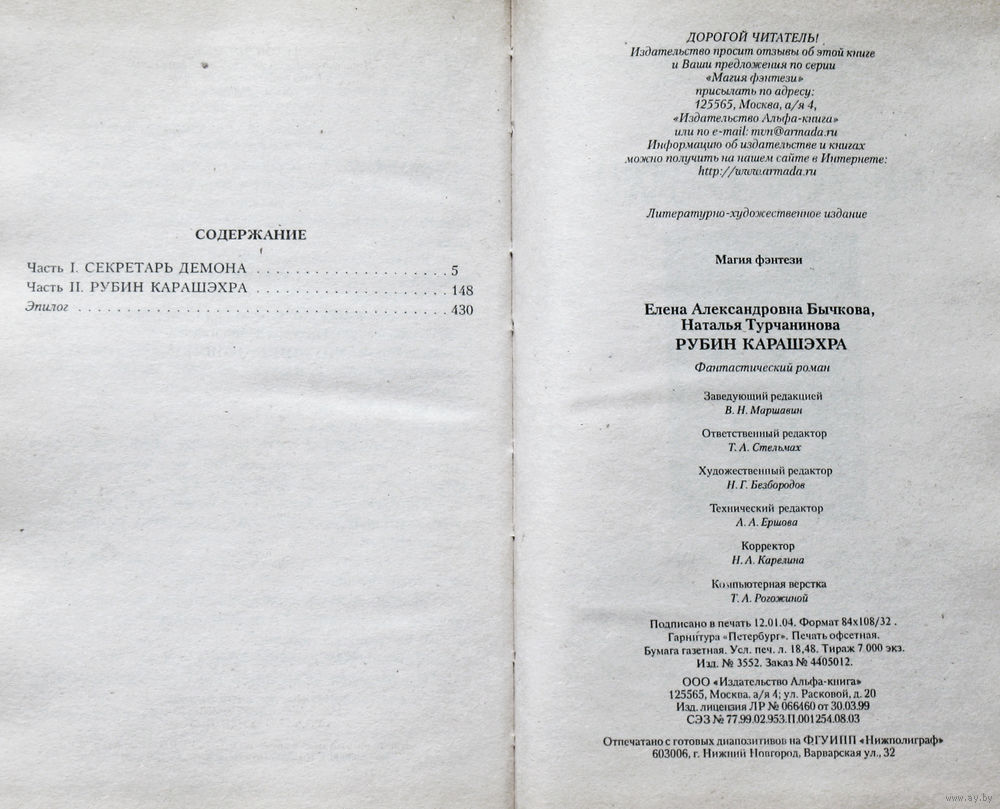 СОДЕРЖАНИЕ
Часть I. СЕКРЕТАРЬ ДЕМОНА . . . . . . . . . . . . . . . . . . . . 5
Часть II. РУБИН КАРАШЭХРА . . . . . . . . . . . . . . . . . . . . 148
Эпилог . . . . . . . . . . . . . . . . . . . . . . . . . . . . . . . . . . . . . . 430
ДОРОГОЙ ЧИТАТЕЛЬ!
Издательство просит отзывы об этой книге
и Ваши предложения по серии
«Магия фэнтези»
присылать по адресу:
125565, Москва, а/я 4,
«Издательство Альфа-книга»
или по e-mail: mvn@armada.ru
Информацию об издательстве и книгах
можно получить на нашем сайте в Интернете:
http://www.armada.ru
Литературно-художественное издание
Магия фэнтези
Елена Александровна Бычкова,
Наталья Турчанинова
РУБИН КАРАШЭХРА
Фантастический роман
Заведующий редакцией
В. Н. Маршавин
Ответственный редактор
Т. А. Стельмах
Художественный редактор
Н. Г. Безбородов
Технический редактор
А. А. Ершова
Корректор
Н. А. Карелина
Компьютерная верстка
Т. А. Рогожиной
Подписано в печать 12.01.04. Формат 84x108/32 .
Гарнитура «Петербург». Печать офсетная.
Бумага газетная. Усл. печ. л. 18,48. Тираж 7 000 экз.
Изд. № 3552. Заказ № 4405012.
ООО «Издательство Альфа-книга»
125565, Москва, а/я 4; ул. Расковой, д. 20
Изд. лицензия ЛР № 066460 от 30.03.99
СЭЗ № 77.99.02.953.П.001254.08.03
Отпечатано с готовых диапозитивов на ФГУИПП «Нижполиграф»
603006, г. Нижний Новгород, Варварская ул., 32
www.ay.by